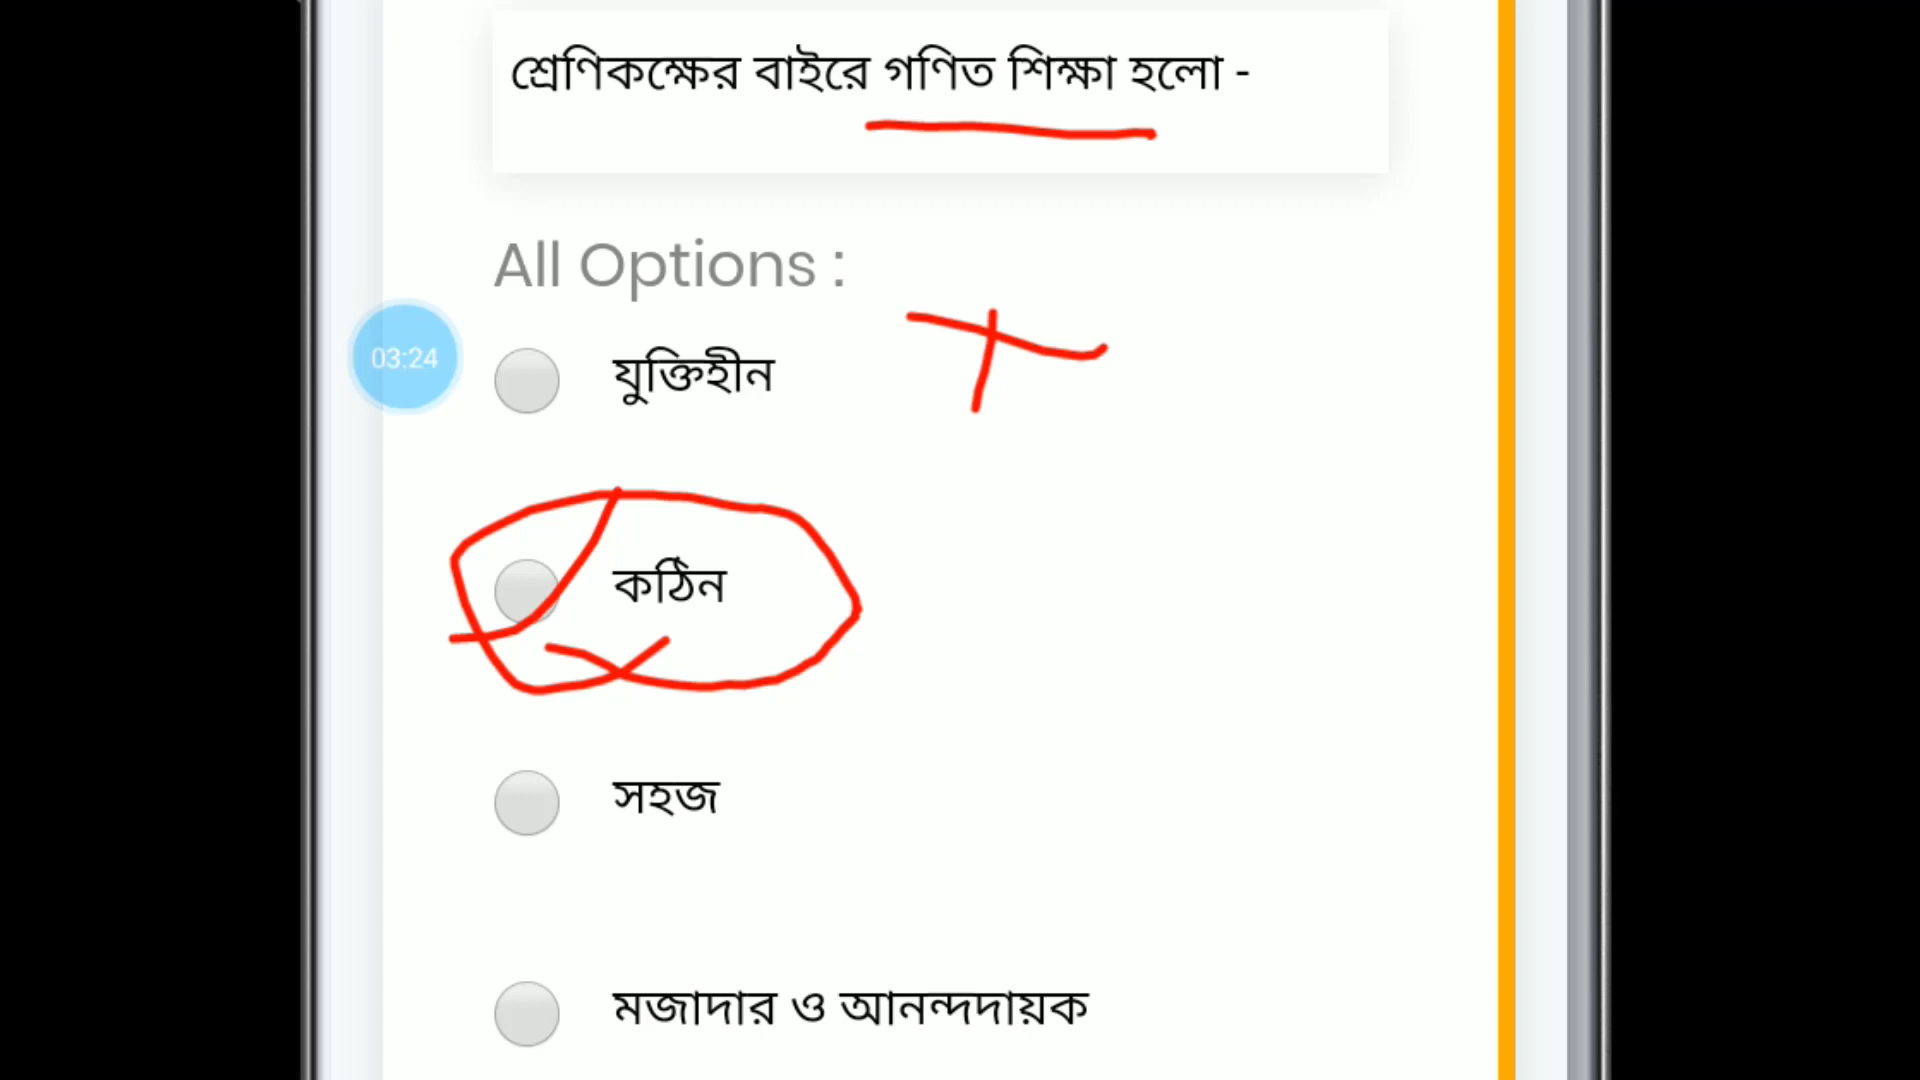 শ্রেণিকক্ষের বাইরে গণিত শিক্ষা হলো -
All Options :
03:24
যুক্তিহীন
কঠিন
সহজ
মজাদার ও আনন্দদায়ক